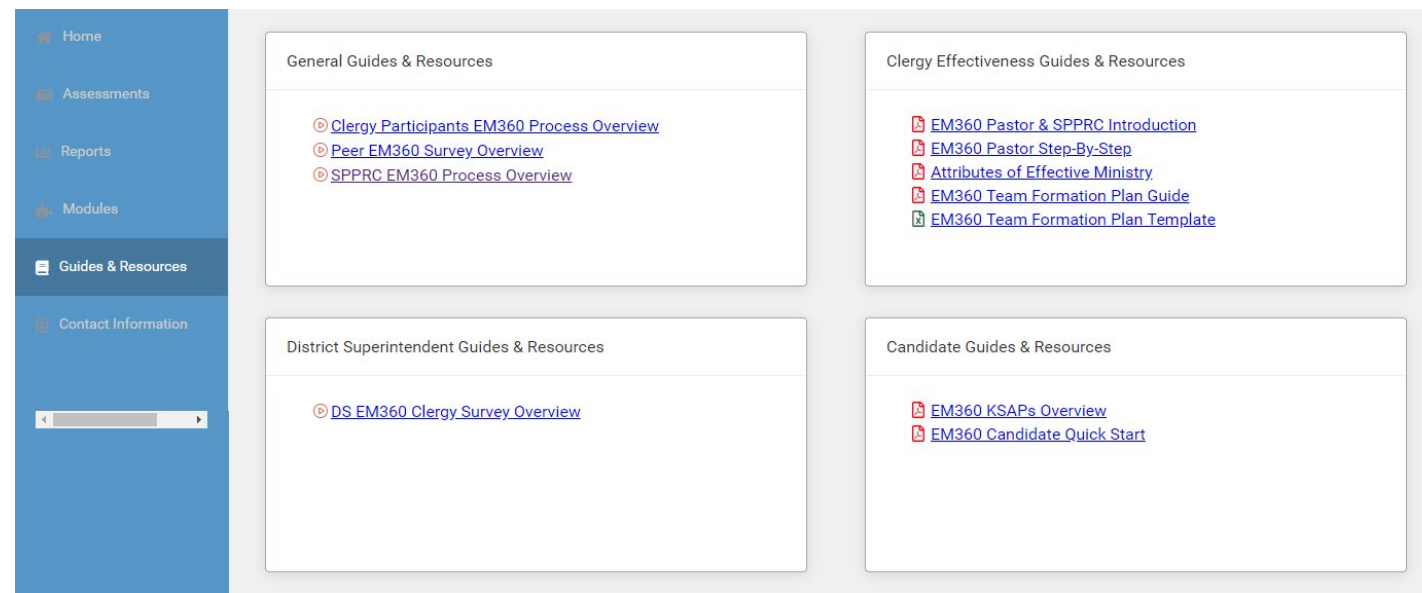 Home
Assessments
Reports
Modules
Guides & Resources
Contact Information
General Guides & Resources
Clergy Participants EM360 Process Overview
Peer EM360 Survey Overview
SPPRC EM360 Process Overview
Clergy Effectiveness Guides & Resources
EM360 Pastor & SPPRC Introduction
EM360 Pastor Step-By-Step
Attributes of Effective Ministry
EM360 Team Formation Plan Guide
EM360 Team Formation Plan Template
District Superintendent Guides & Resources
DS EM360 Clergy Survey Overview
Candidate Guides & Resources
EM360 KSAPs Overview
EM360 Candidate Quick Start